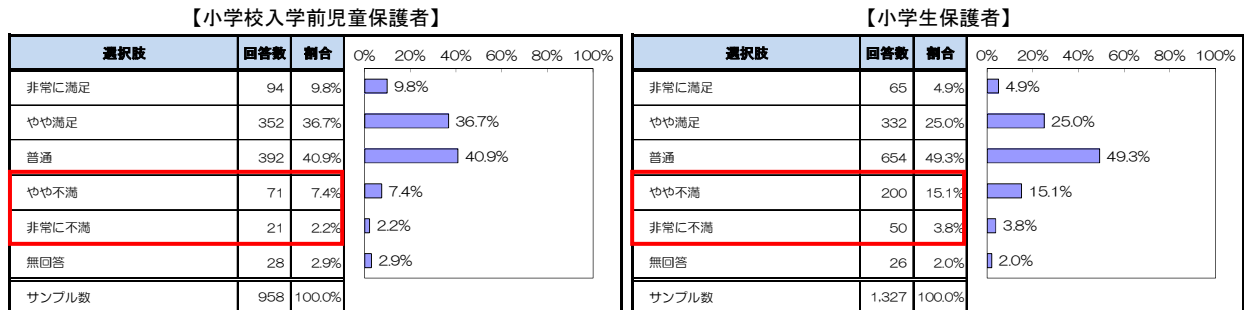 【小学校入学前児童保護者】
選択肢 回答数 割合 0% 20% 40% 60% 80% 100%
非常に満足 94 9.8% 9.8%
やや満足 352 36.7% 36.7%
普通 392 40.9% 40.9%
やや不満 71 7.4% 7.4%
非常に不満 21 2.2% 2.2%
無回答 28 2.9% 2.9%
サンプル数 958 100.0%
【小学生保護者】
選択肢 回答数 割合 0% 20% 40% 60% 80% 100%
非常に満足 65 4.9% 4.9%
やや満足 332 25.0% 25.0%
普通 654 49.3% 49.3%
やや不満 200 15.1% 15.1%
非常に不満 50 3.8% 3.8%
無回答 26 2.0% 2.0%
サンプル数 1,327 100.0%